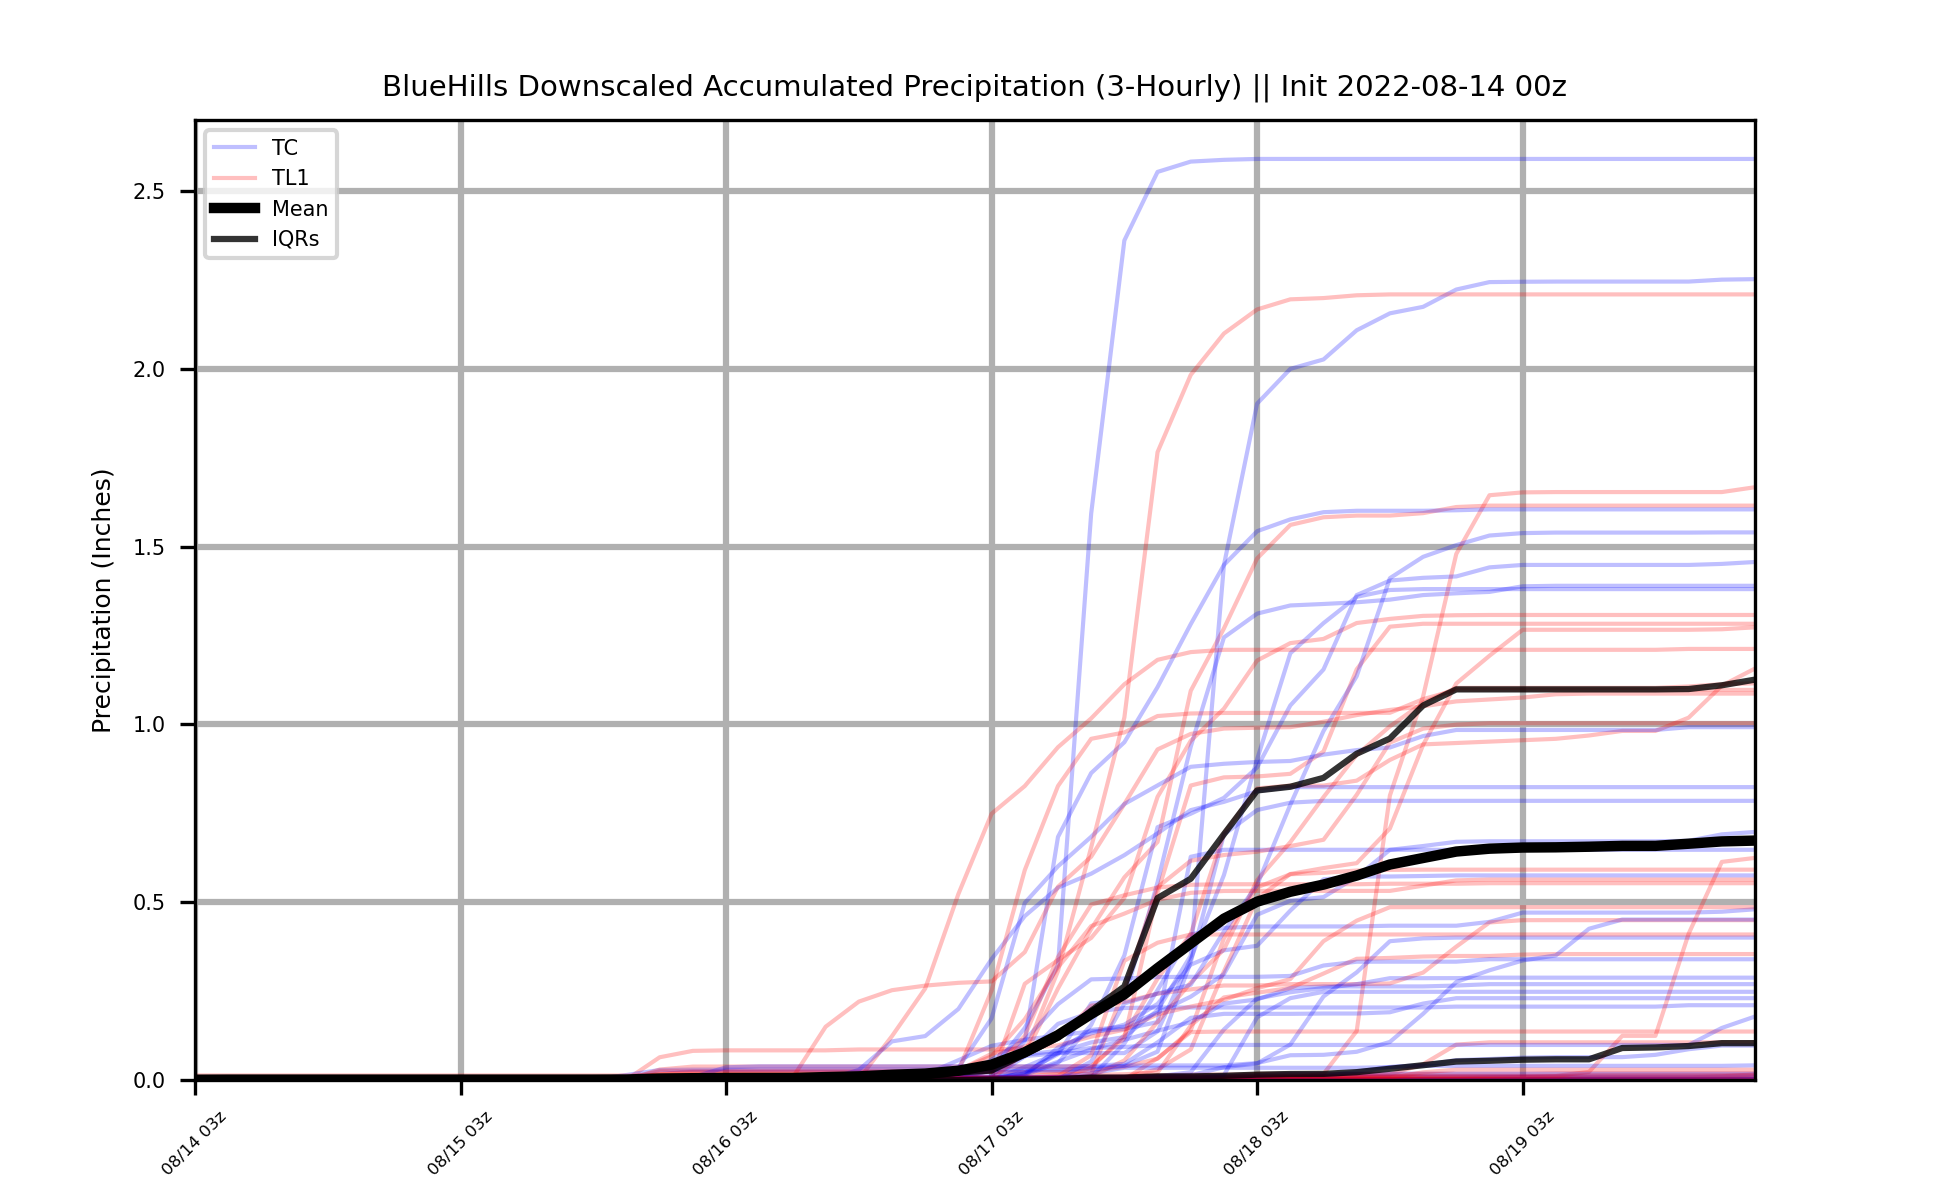 BlueHills Downscaled Accumulated Precipitation (3-Hourly) || Init 2022-08-14 00z
TC
TL1
Mean
IQRs
Precipitation (Inches)
2.5
2.0
1.5
1.0
0.5
0.0
08/14 03z
08/15 03z
08/16 03z
08/17 03z
08/18 03z
08/19 03z